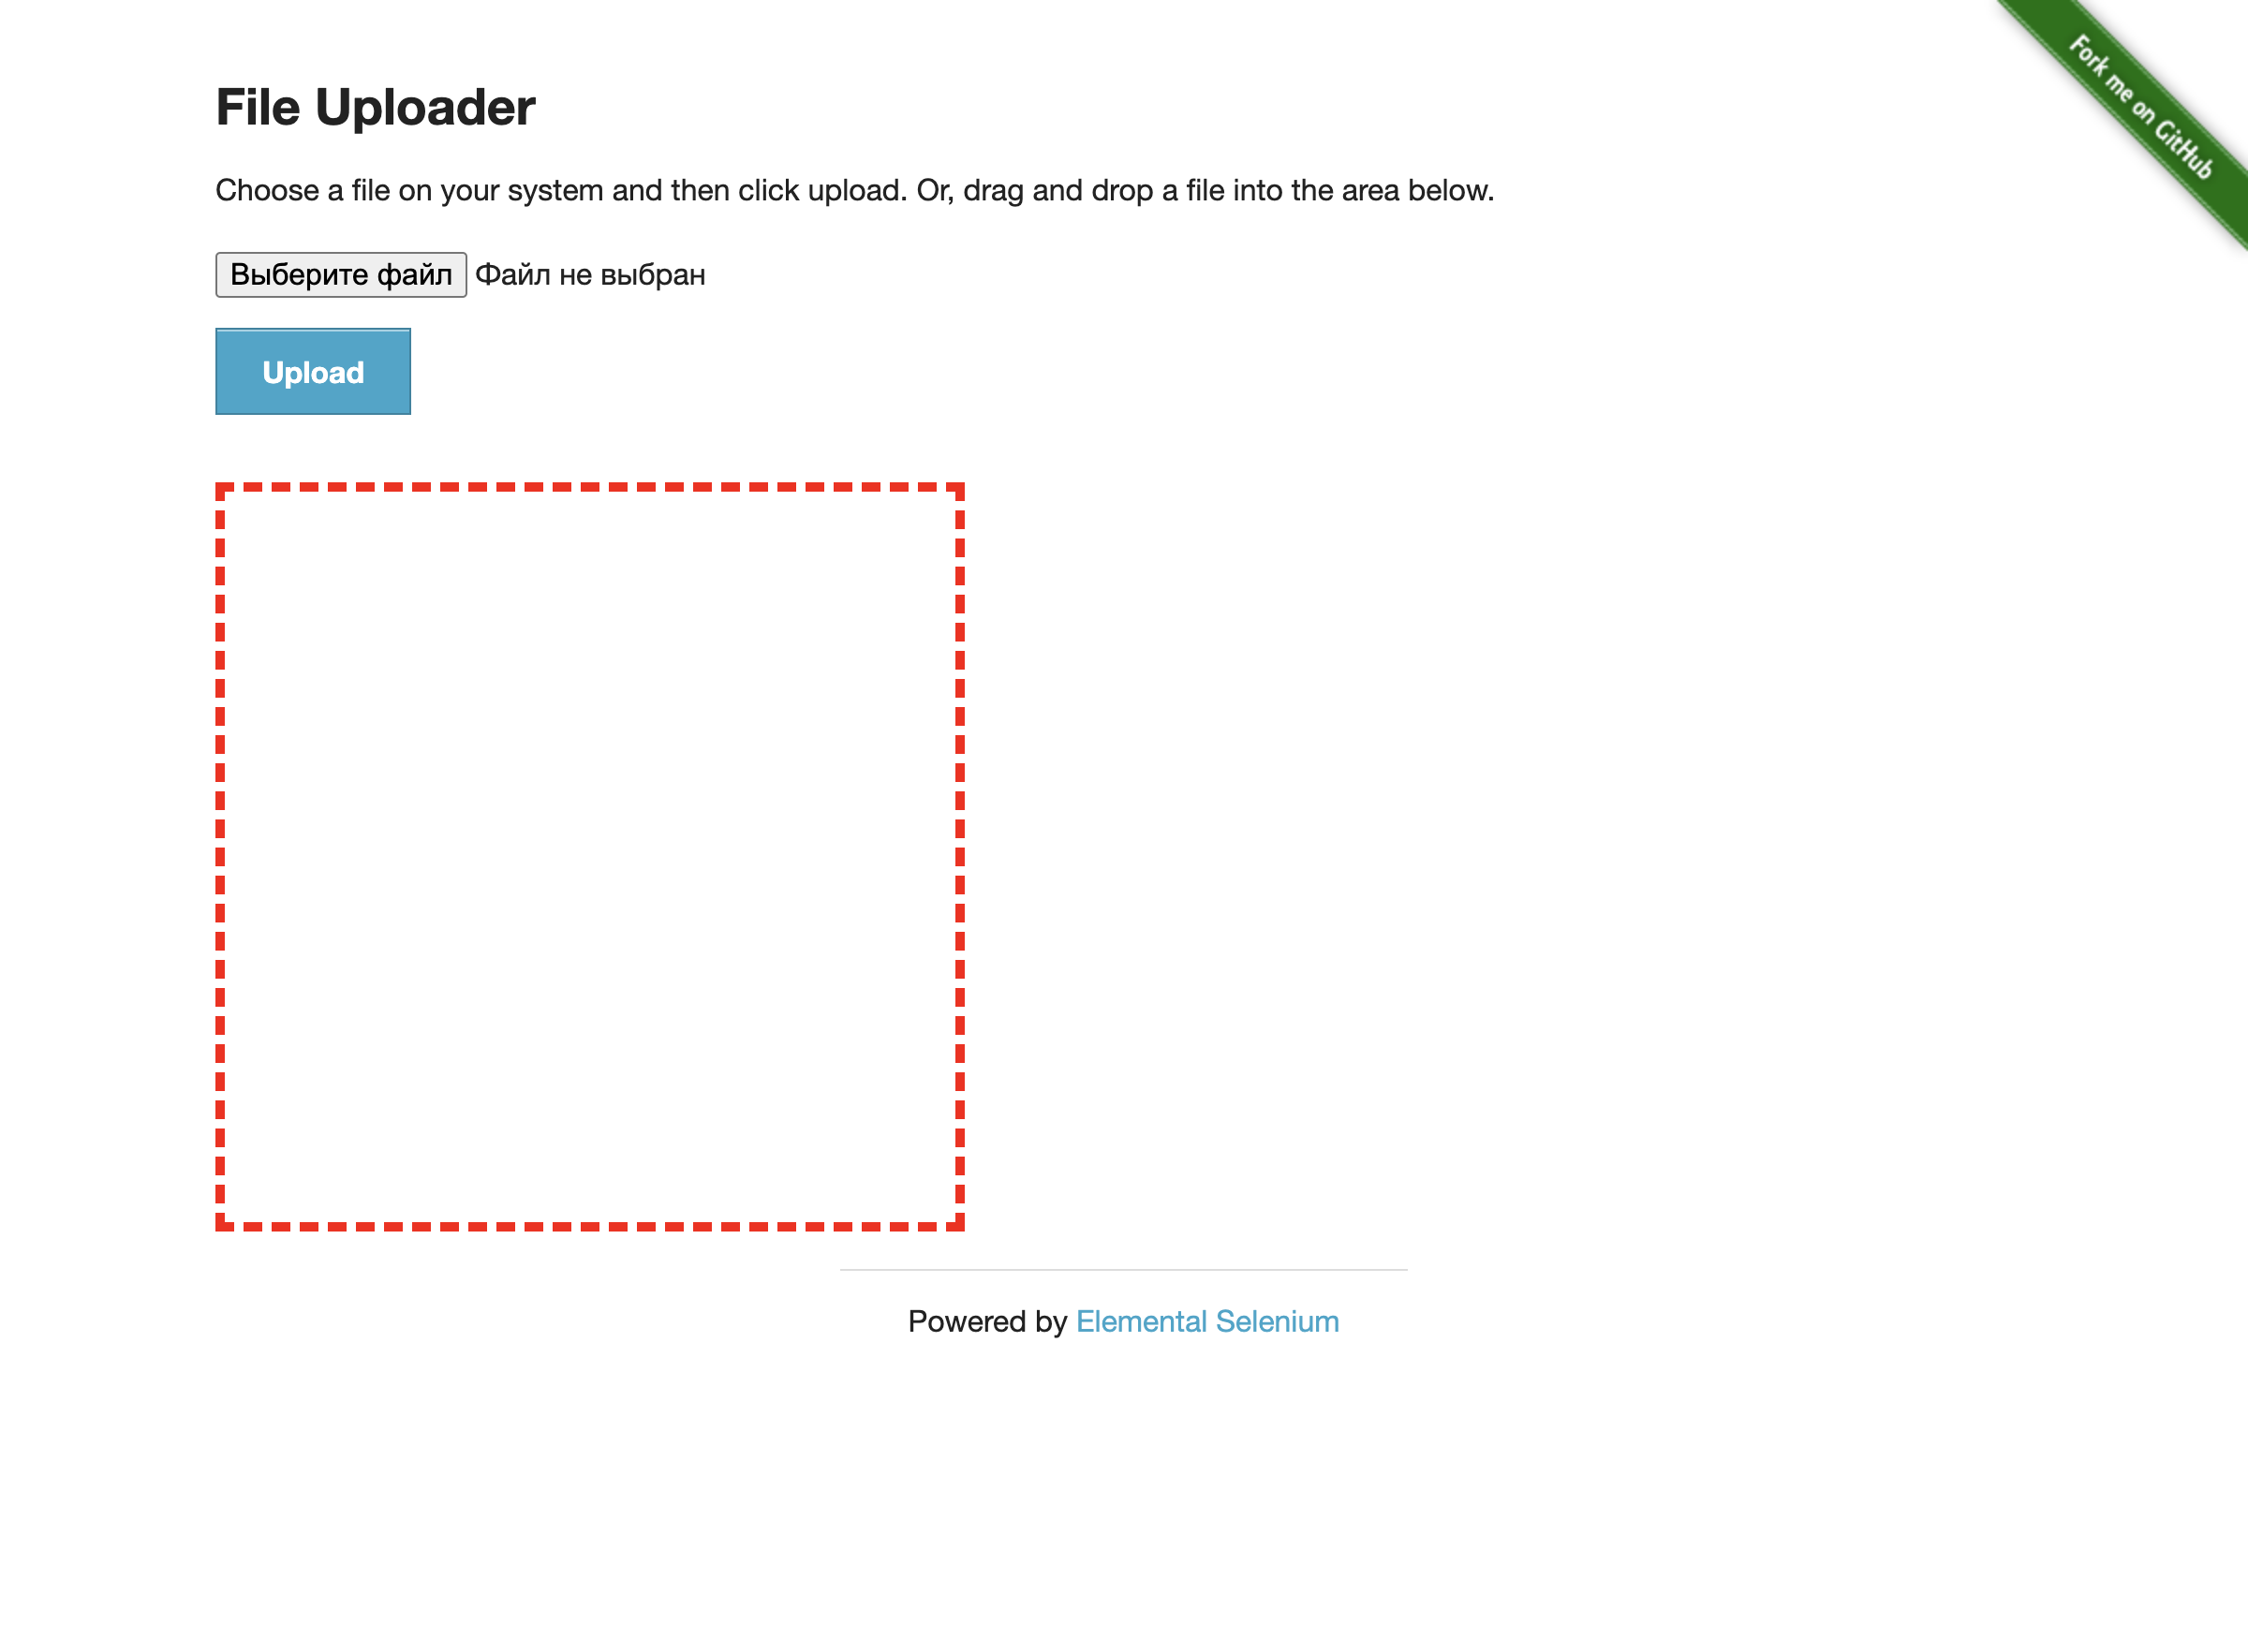 Fork me on GitHub
File Uploader
Choose a file on your system and then click upload. Or, drag and drop a file into the area below.
Выберите файл Файл не выбран
Upload
Powered by Elemental Selenium